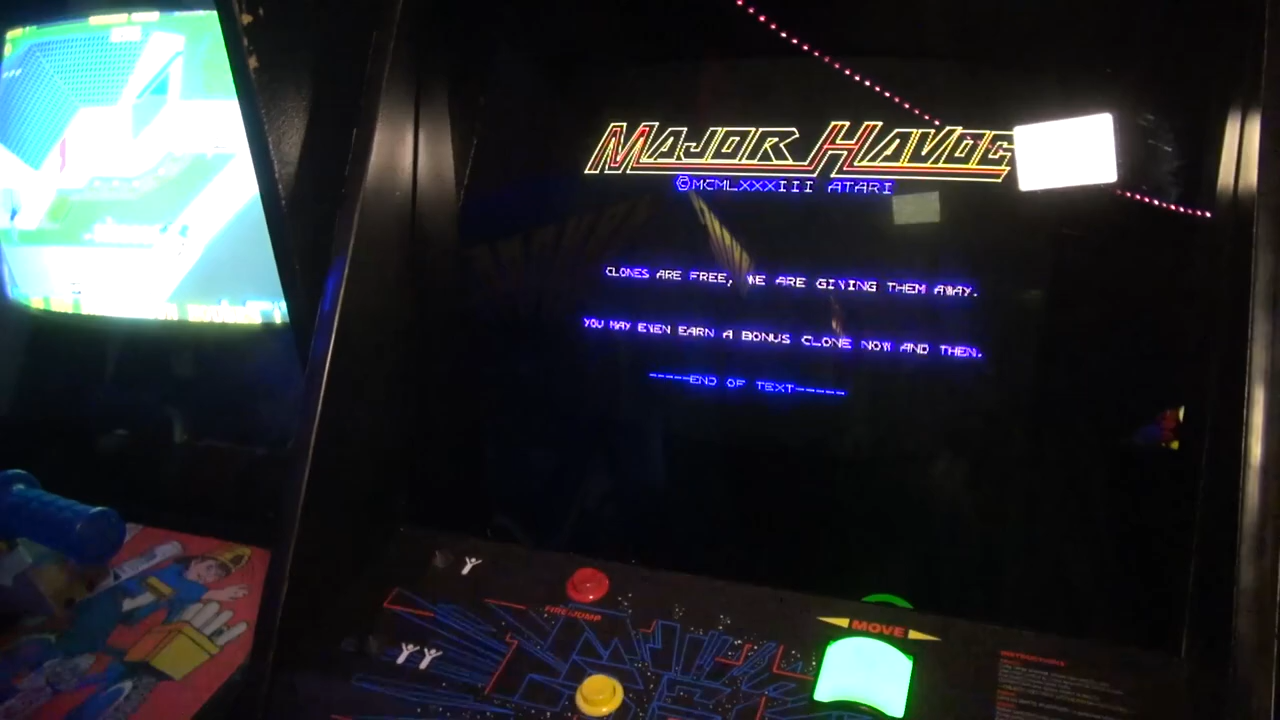 MAJOR HAVOC
©MCMLXXXIII ATARI
CLONES ARE FREE, WE ARE GIVING THEM AWAY.
YOU MAY EVEN EARN A BONUS CLONE NOW AND THEN.
-----END OF TEXT-----
FIRE/JUMP
MOVE
INSTRUCTIONS